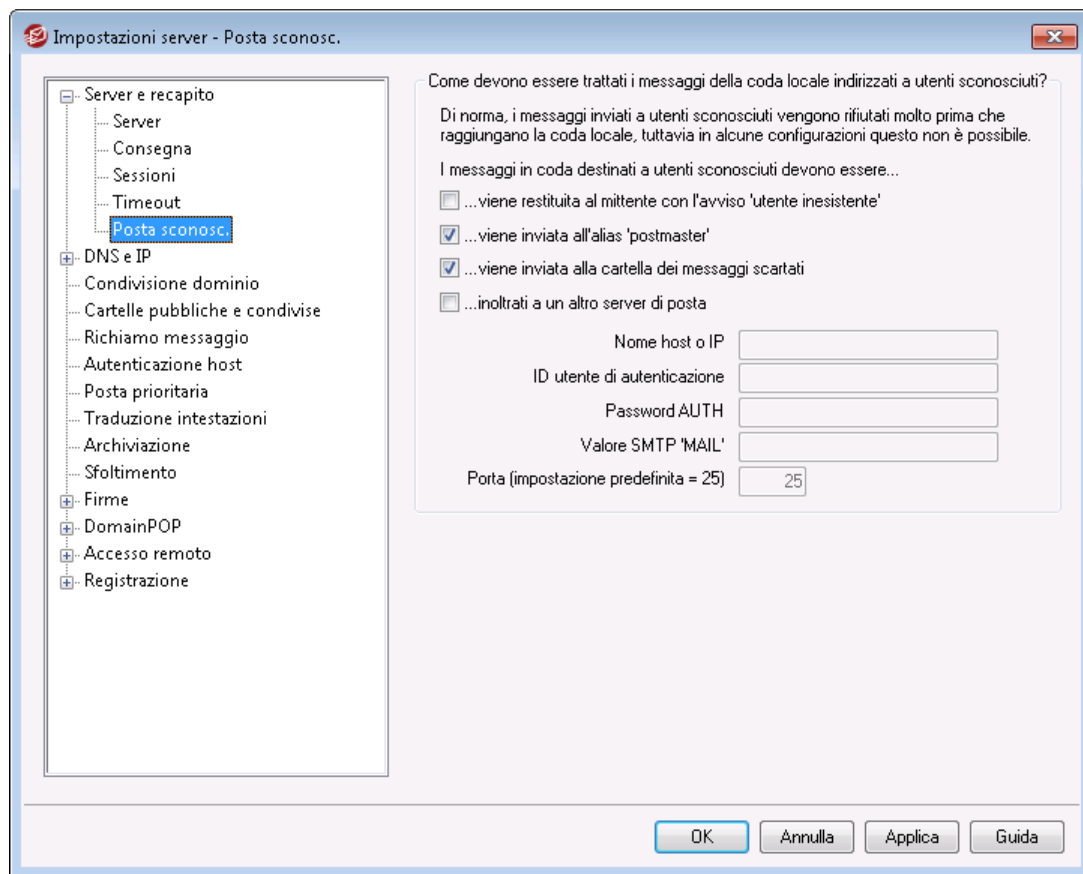 Impostazioni server - Posta sconosc.
Server e recapito
Server
Consegna
Sessioni
Timeout
Posta sconosc.
DNS e IP
Condivisione dominio
Cartelle pubbliche e condivise
Richiamo messaggio
Autenticazione host
Posta prioritaria
Traduzione intestazioni
Archiviazione
Sfoltimento
Firme
DomainPOP
Accesso remoto
Registrazione
Come devono essere trattati i messaggi della coda locale indirizzati a utenti sconosciuti?
Di norma, i messaggi inviati a utenti sconosciuti vengono rifiutati molto prima che
raggiungano la coda locale, tuttavia in alcune configurazioni questo non è possibile.
I messaggi in coda destinati a utenti sconosciuti devono essere...
...viene restituita al mittente con l'avviso 'utente inesistente'
...viene inviata all'alias 'postmaster'
...viene inviata alla cartella dei messaggi scartati
...inoltrati a un altro server di posta
Nome host o IP
ID utente di autenticazione
Password AUTH
Valore SMTP 'MAIL'
Porta (impostazione predefinita = 25)
25
OK
Annulla
Applica
Guida